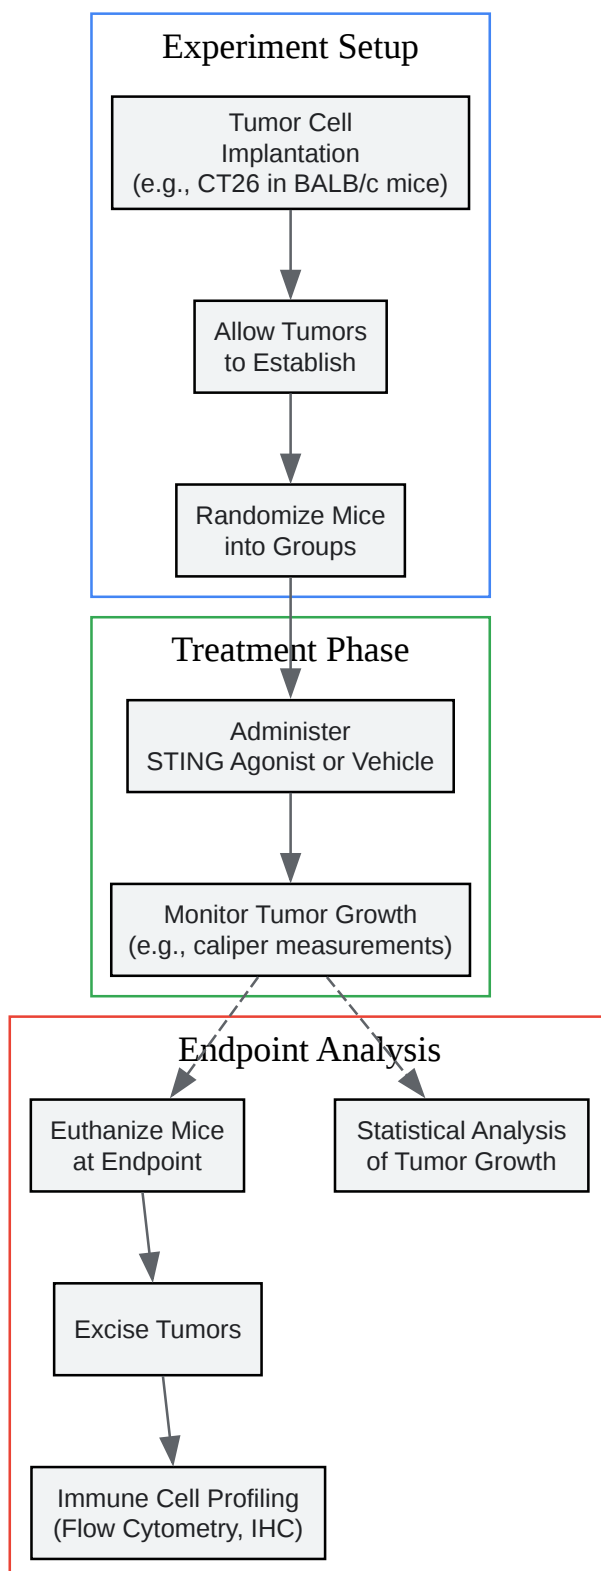 Experiment Setup
Tumor Cell
Implantation
(e.g., CT26 in BALB/c mice)
Allow Tumors
to Establish
Randomize Mice
into Groups
Treatment Phase
Administer
STING Agonist or Vehicle
Monitor Tumor Growth
(e.g., caliper measurements)
Endpoint Analysis
Euthanize Mice
at Endpoint
Statistical Analysis
of Tumor Growth
Excise Tumors
Immune Cell Profiling
(Flow Cytometry, IHC)